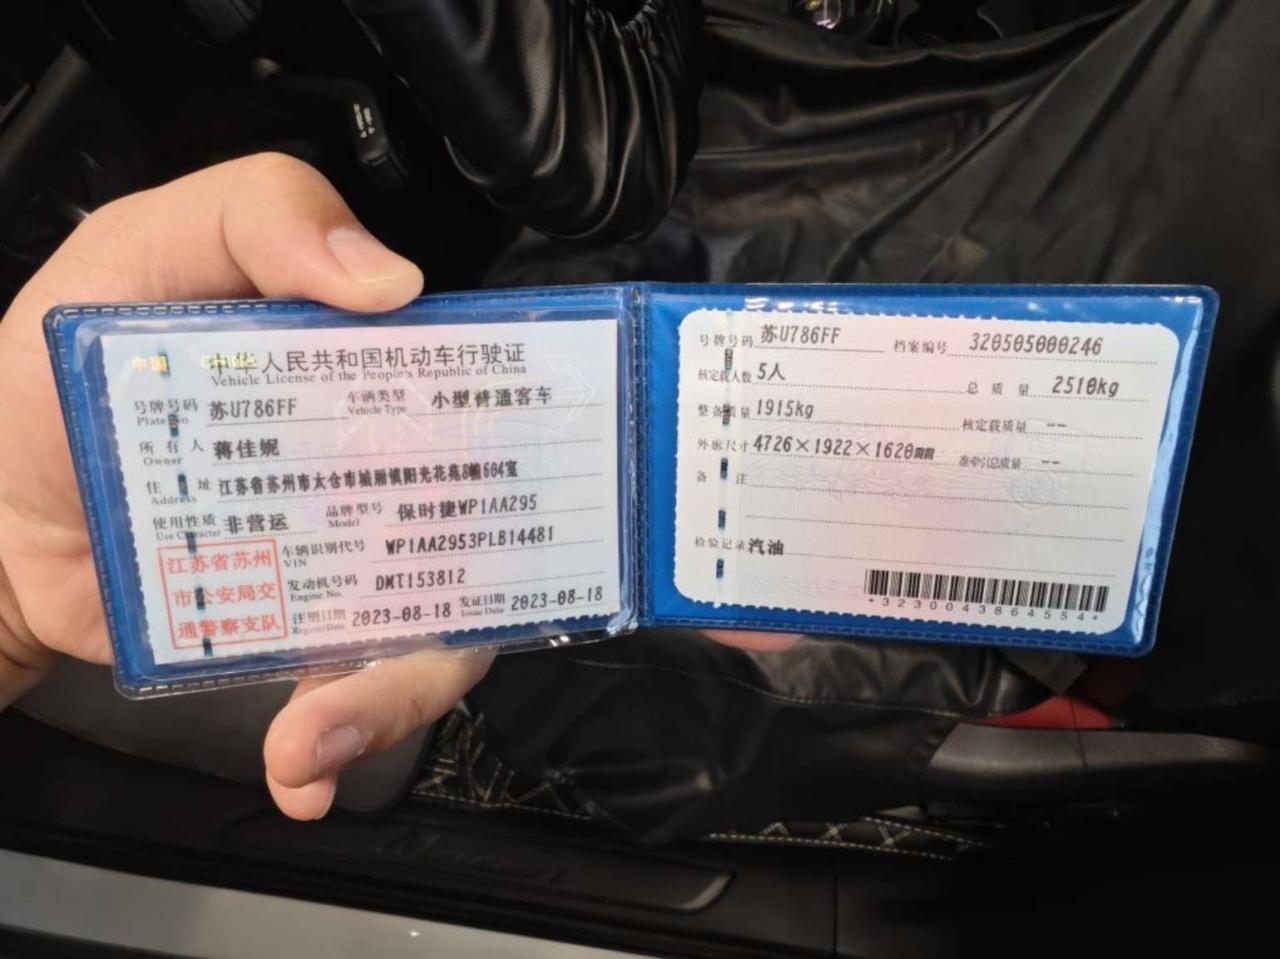 中国 CHINA
中华人民共和国机动车行驶证
Vehicle License of the People's Republic of China
号牌号码 苏U786FF 车辆类型 小型普通客车
Plate No. Vehicle Type
所有人 蒋佳妮
Owner
住址 江苏省苏州市太仓市城厢镇阳光花苑8幢604室
Address
使用性质 非营运 品牌型号 保时捷WP1AA295
Use Character Model
江苏省苏州
市公安局交
通警察支队
车辆识别代号 WP1AA2953PLB14481
VIN
发动机号码 DMT153812
Engine No.
注册日期 2023-08-18 发证日期 2023-08-18
Register Date Issue Date
号牌号码 苏U786FF 档案编号 320505000246
核定载人数 5人 总质量 2510kg
整备质量 1915kg 核定载质量 --
外廓尺寸 4726×1922×1620mm 准牵引总质量 --
备注
检验记录 汽油
*3230043864554*